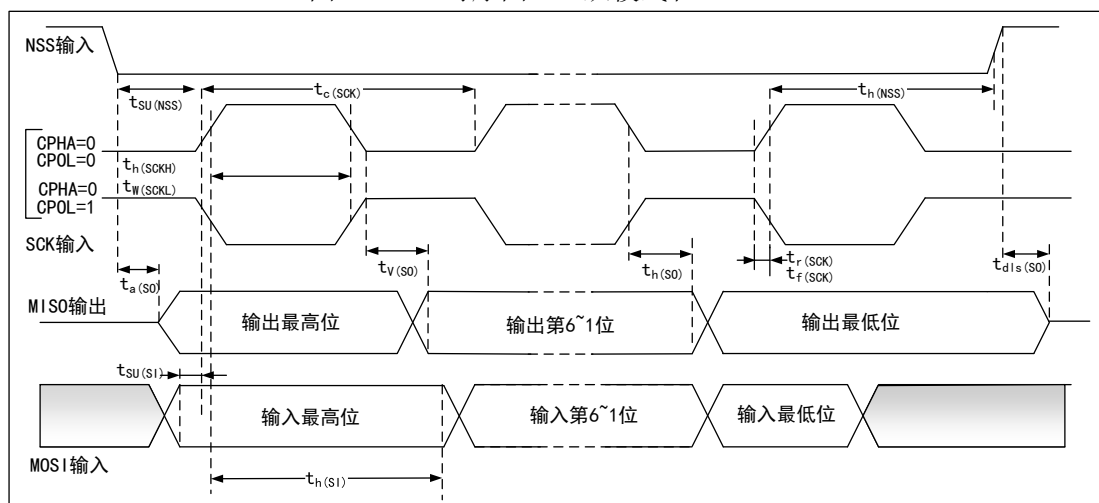 NSS输入
tSU(NSS)
tc(SCK)
th(NSS)
CPHA=0
CPOL=0
th(SCKH)
CPHA=0
CPOL=1
tW(SCKL)
SCK输入
ta(SO)
tV(SO)
th(SO)
tr(SCK)
tf(SCK)
tdls(SO)
MISO输出
输出最高位
输出第6~1位
输出最低位
tSU(SI)
输入最高位
输入第6~1位
输入最低位
MOSI输入
th(SI)